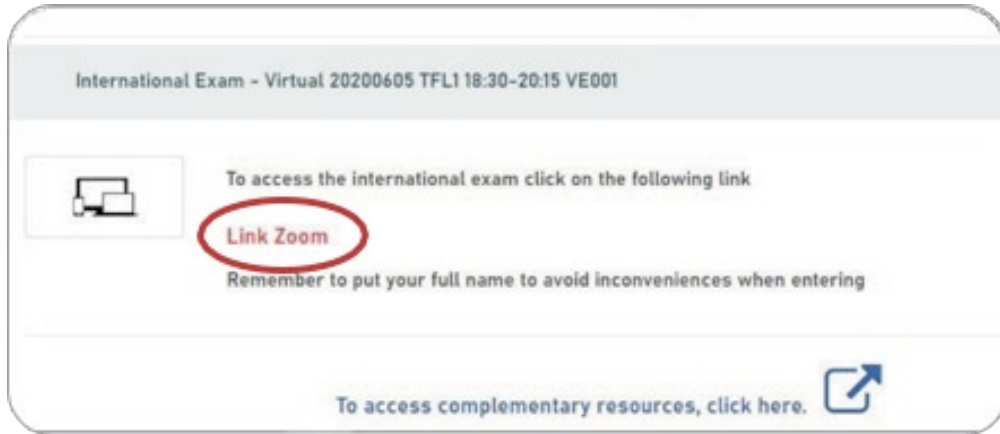 International Exam - Virtual 20200605 TFL1 18:30-20:15 VE001
To access the international exam click on the following link
Link Zoom
Remember to put your full name to avoid inconveniences when entering
To access complementary resources, click here.